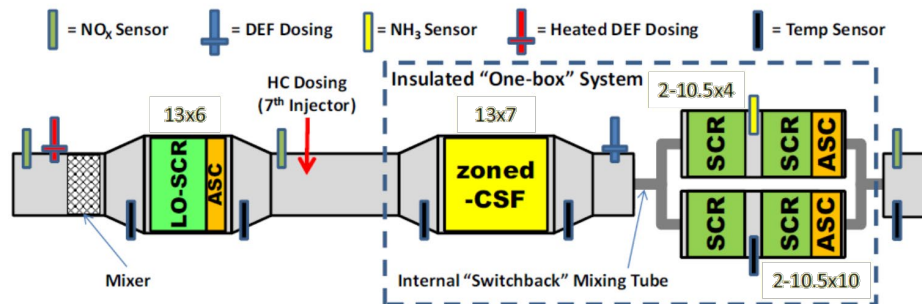 = NOX Sensor
= DEF Dosing
= NH3 Sensor
= Heated DEF Dosing
= Temp Sensor
HC Dosing
(7th Injector)
Insulated “One-box” System
13x6
13x7
2-10.5x4
LO-SCR
ASC
zoned
-CSF
SCR
SCR
ASC
SCR
SCR
ASC
Mixer
Internal “Switchback” Mixing Tube
2-10.5x10